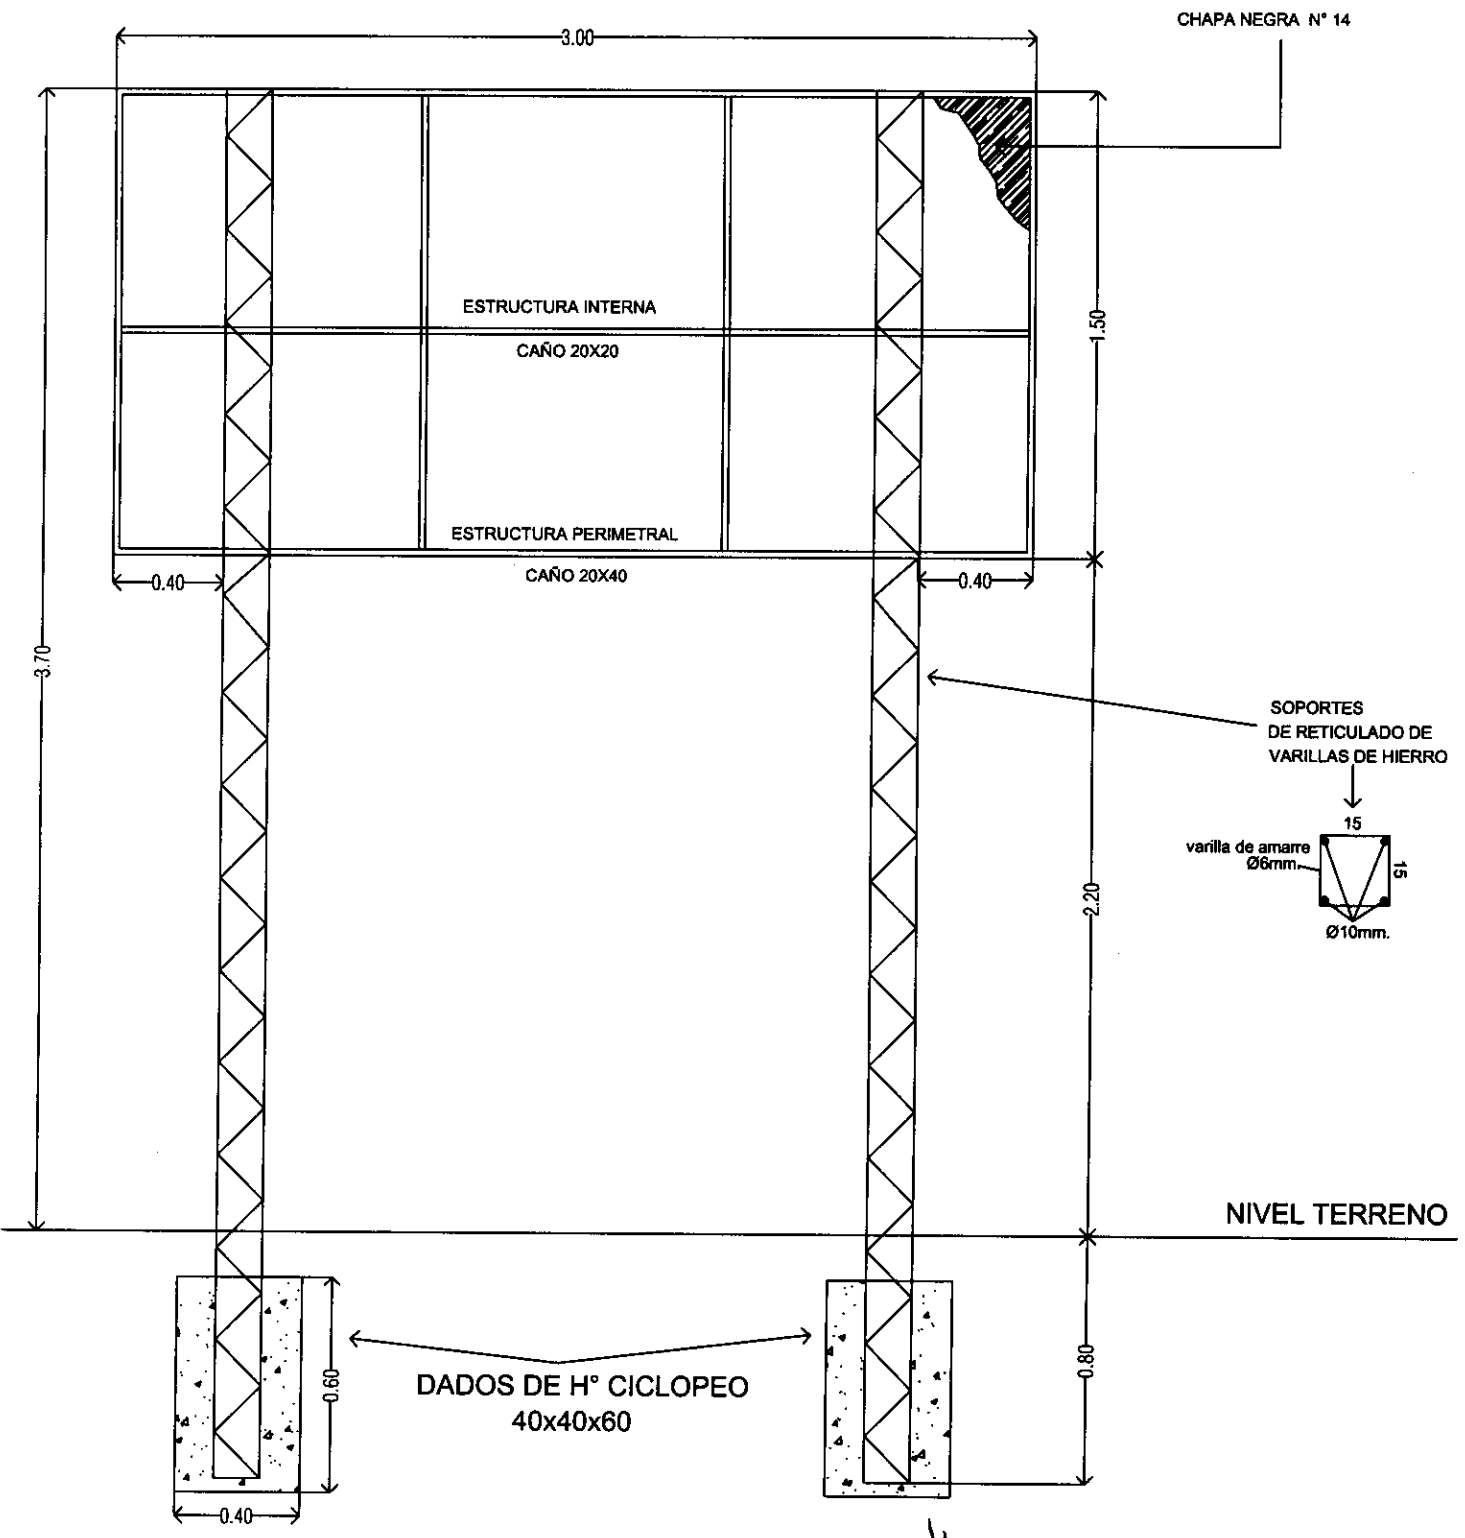 CHAPA NEGRA N° 14
3.00
ESTRUCTURA INTERNA
CAÑO 20X20
1.50
ESTRUCTURA PERIMETRAL
CAÑO 20X40
0.40
0.40
3.70
SOPORTES
DE RETICULADO DE
VARILLAS DE HIERRO
15
varilla de amarre
Ø6mm.
15
Ø10mm.
2.20
NIVEL TERRENO
0.60
DADOS DE H° CICLOPEO
40x40x60
0.80
0.40